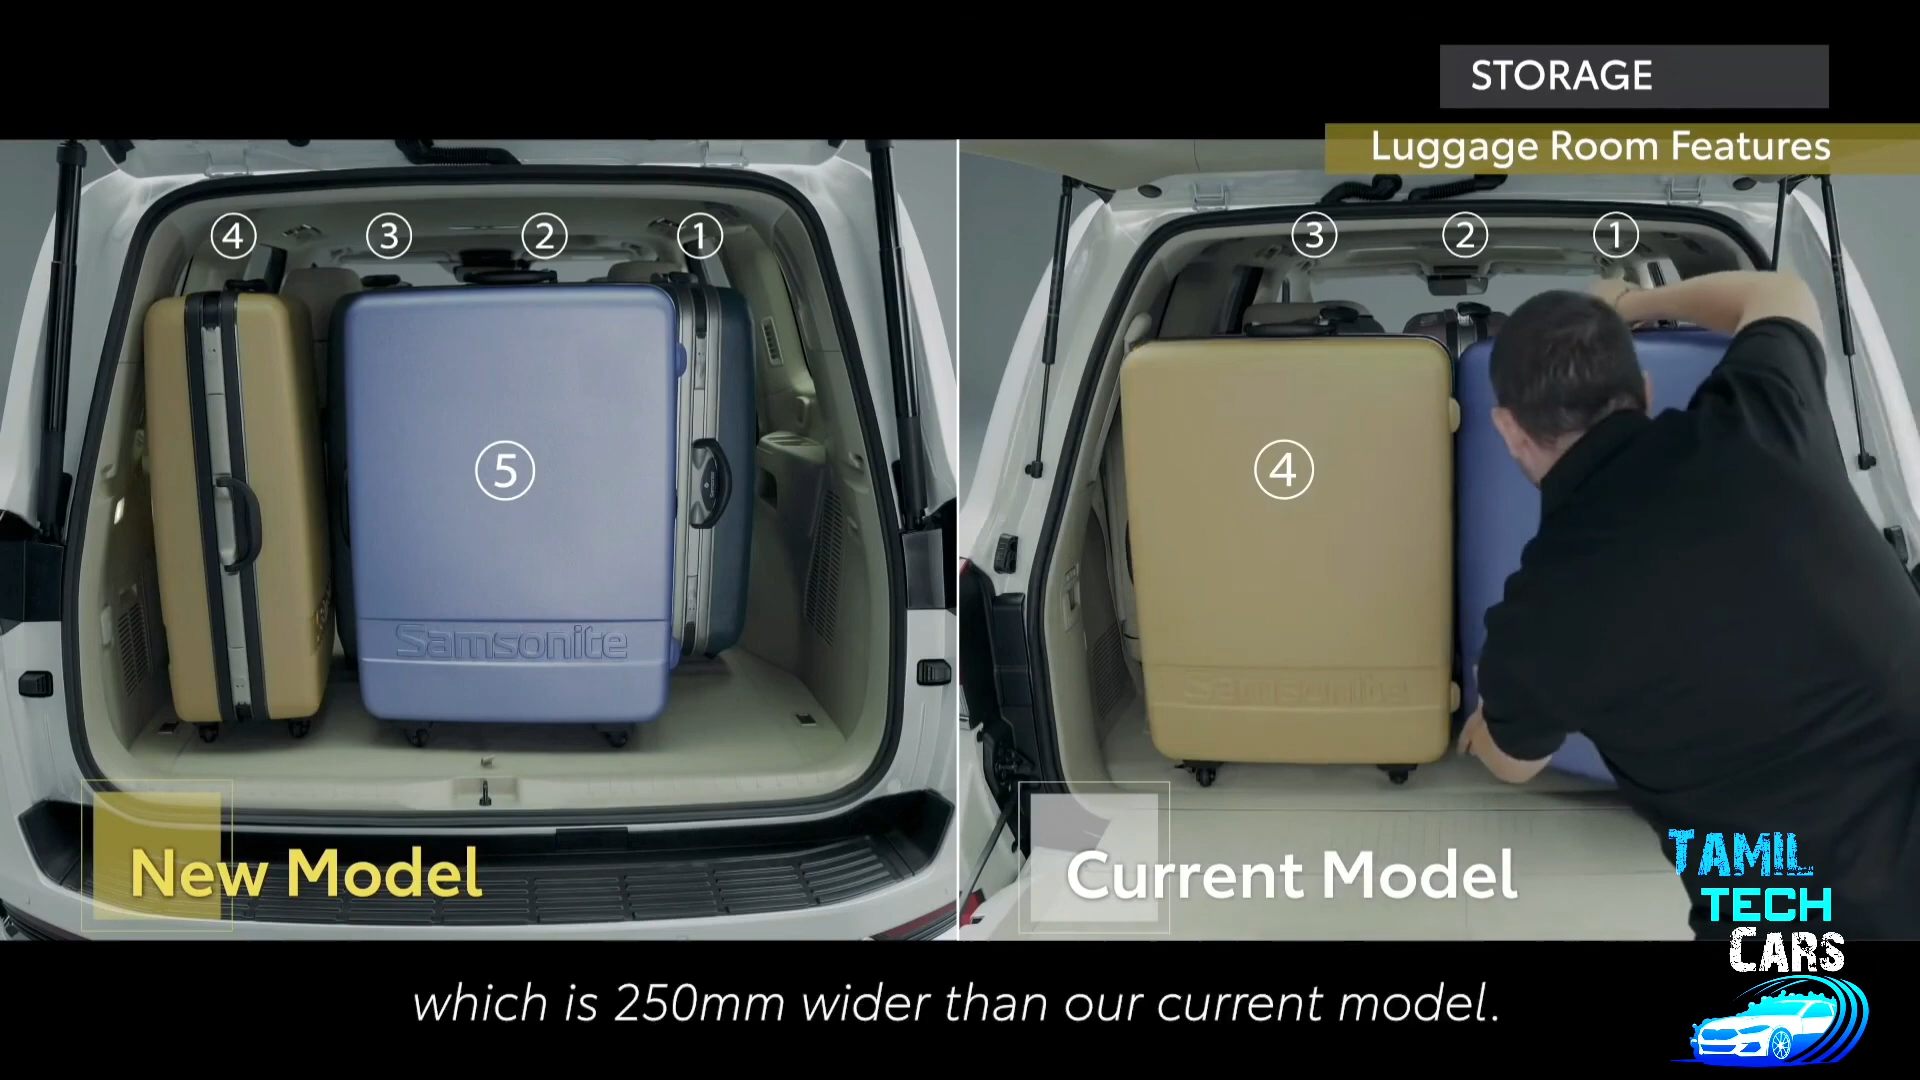 STORAGE
Luggage Room Features
④ ③ ② ①
⑤
Samsonite
New Model
③ ② ①
④
Samsonite
Current Model
which is 250mm wider than our current model.
TAMIL
TECH
CARS